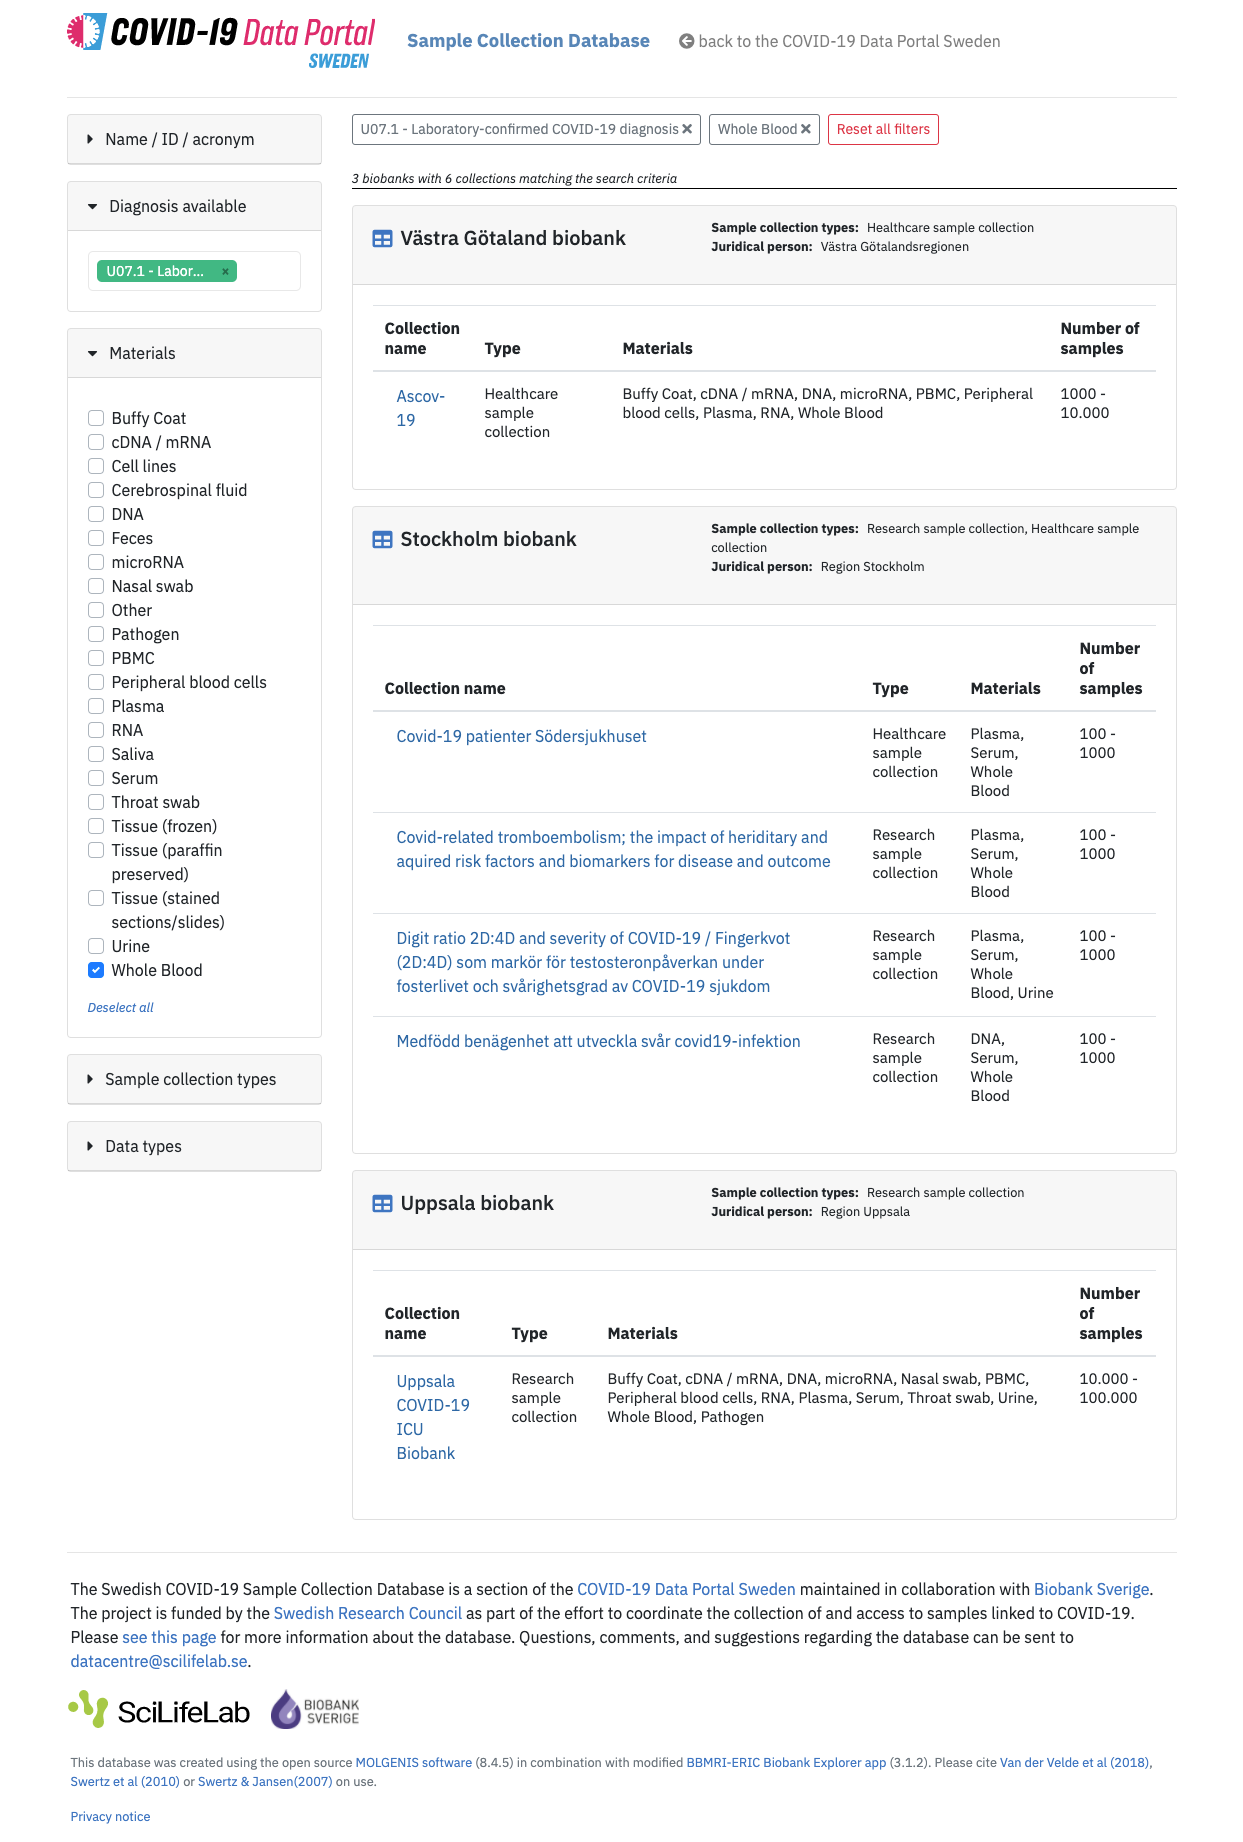 COVID-19 Data Portal
SWEDEN
Sample Collection Database
back to the COVID-19 Data Portal Sweden
Name / ID / acronym
Diagnosis available
U07.1 - Labor... ×
Materials
Buffy Coat
cDNA / mRNA
Cell lines
Cerebrospinal fluid
DNA
Feces
microRNA
Nasal swab
Other
Pathogen
PBMC
Peripheral blood cells
Plasma
RNA
Saliva
Serum
Throat swab
Tissue (frozen)
Tissue (paraffin
preserved)
Tissue (stained
sections/slides)
Urine
Whole Blood
Deselect all
Sample collection types
Data types
U07.1 - Laboratory-confirmed COVID-19 diagnosis
Whole Blood
Reset all filters
3 biobanks with 6 collections matching the search criteria
Västra Götaland biobank
Sample collection types: Healthcare sample collection
Juridical person: Västra Götalandsregionen
Collection
name
Type
Materials
Number of
samples
Ascov-
19
Healthcare
sample
collection
Buffy Coat, cDNA / mRNA, DNA, microRNA, PBMC, Peripheral
blood cells, Plasma, RNA, Whole Blood
1000 -
10.000
Stockholm biobank
Sample collection types: Research sample collection, Healthcare sample
collection
Juridical person: Region Stockholm
Collection name
Type
Materials
Number
of
samples
Covid-19 patienter Södersjukhuset
Healthcare
sample
collection
Plasma,
Serum,
Whole
Blood
100 -
1000
Covid-related tromboembolism; the impact of heriditary and
aquired risk factors and biomarkers for disease and outcome
Research
sample
collection
Plasma,
Serum,
Whole
Blood
100 -
1000
Digit ratio 2D:4D and severity of COVID-19 / Fingerkvot
(2D:4D) som markör för testosteronpåverkan under
fosterlivet och svårighetsgrad av COVID-19 sjukdom
Research
sample
collection
Plasma,
Serum,
Whole
Blood, Urine
100 -
1000
Medfödd benägenhet att utveckla svår covid19-infektion
Research
sample
collection
DNA,
Serum,
Whole
Blood
100 -
1000
Uppsala biobank
Sample collection types: Research sample collection
Juridical person: Region Uppsala
Collection
name
Type
Materials
Number
of
samples
Uppsala
COVID-19
ICU
Biobank
Research
sample
collection
Buffy Coat, cDNA / mRNA, DNA, microRNA, Nasal swab, PBMC,
Peripheral blood cells, RNA, Plasma, Serum, Throat swab, Urine,
Whole Blood, Pathogen
10.000 -
100.000
The Swedish COVID-19 Sample Collection Database is a section of the COVID-19 Data Portal Sweden maintained in collaboration with Biobank Sverige.
The project is funded by the Swedish Research Council as part of the effort to coordinate the collection of and access to samples linked to COVID-19.
Please see this page for more information about the database. Questions, comments, and suggestions regarding the database can be sent to
datacentre@scilifelab.se.
SciLifeLab
BIOBANK
SVERIGE
This database was created using the open source MOLGENIS software (8.4.5) in combination with modified BBMRI-ERIC Biobank Explorer app (3.1.2). Please cite Van der Velde et al (2018),
Swertz et al (2010) or Swertz & Jansen(2007) on use.
Privacy notice